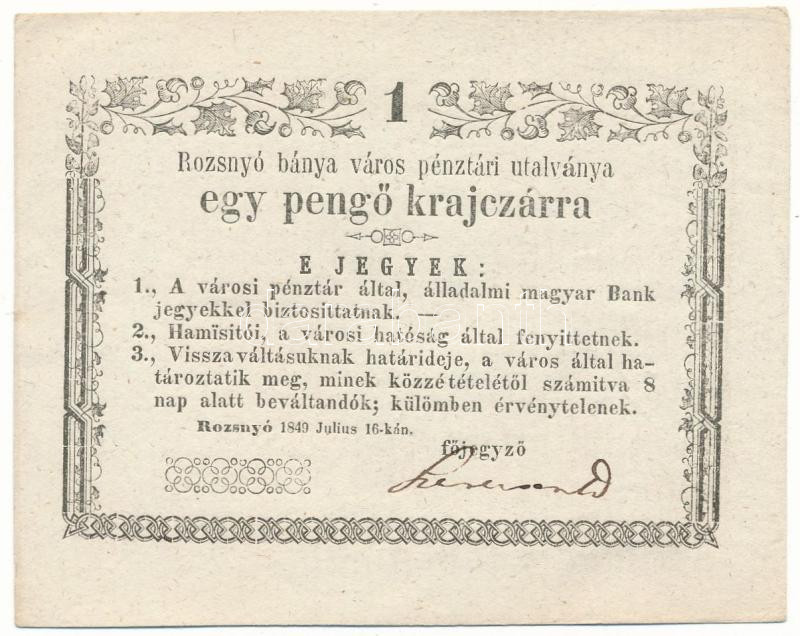 1
Rozsnyó bánya város pénztári utalványa
egy pengő krajczárra
E JEGYEK:
1., A városi pénztár által, álladalmi magyar Bank
jegyekkel biztosittatnak. —
2., Hamïsitói, a városi hatóság által fenyittetnek.
3., Visszaváltásuknak határideje, a város által ha-
tároztatik meg, minek közzétételétől számitva 8
nap alatt beváltandók; külömben érvénytelenek.
Rozsnyó 1849 Julius 16-kán.
főjegyző